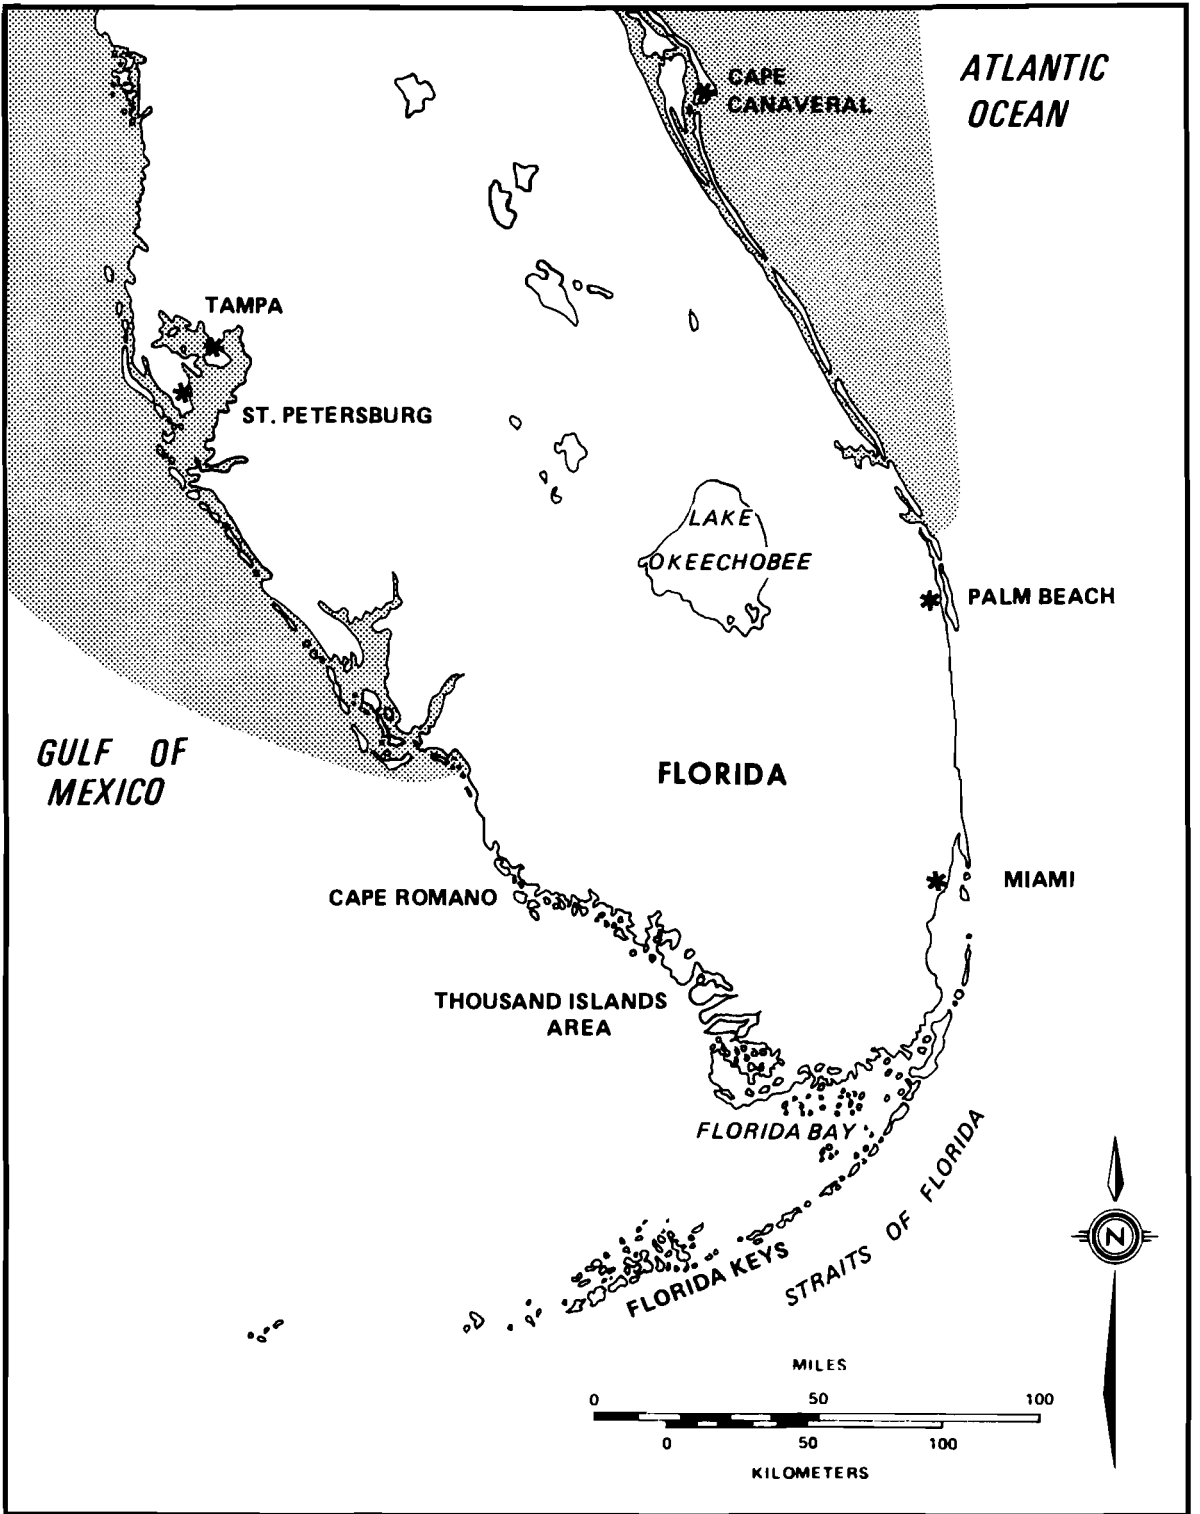 ATLANTIC
OCEAN
CAPE
CANAVERAL
TAMPA
ST. PETERSBURG
LAKE
OKEECHOBEE
PALM BEACH
GULF OF
MEXICO
FLORIDA
MIAMI
CAPE ROMANO
THOUSAND ISLANDS
AREA
FLORIDA BAY
STRAITS OF FLORIDA
FLORIDA KEYS
N
MILES
0 50 100
0 50 100
KILOMETERS